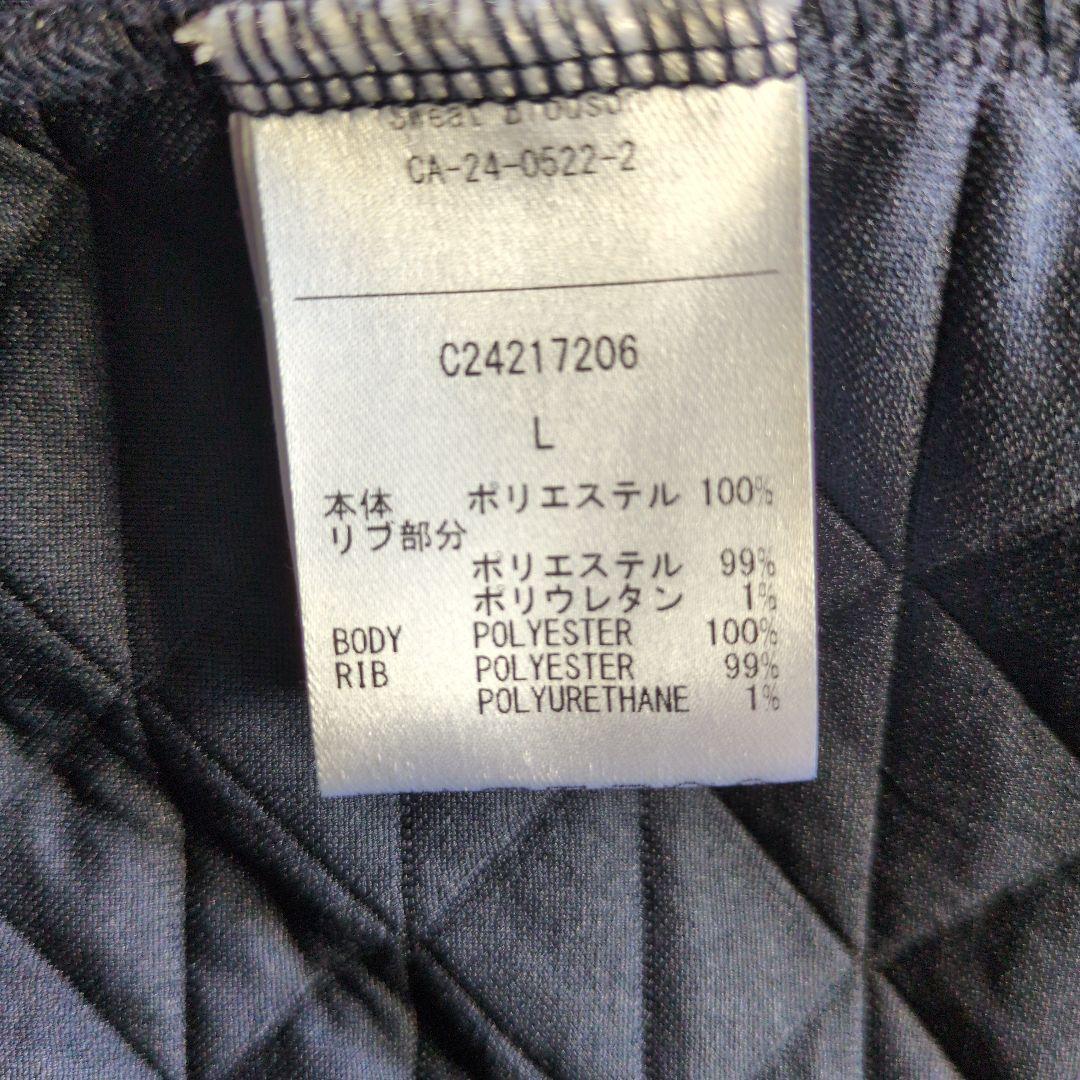 Sweat Blouson
CA-24-0522-2
C24217206
L
本体 ポリエステル 100%
リブ部分
ポリエステル 99%
ポリウレタン 1%
BODY POLYESTER 100%
RIB POLYESTER 99%
POLYURETHANE 1%